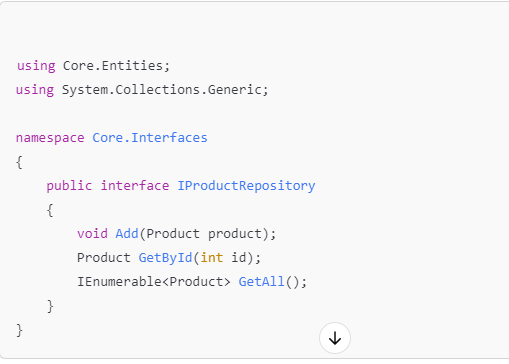 using Core.Entities;
using System.Collections.Generic;
namespace Core.Interfaces
{
public interface IProductRepository
{
void Add(Product product);
Product GetById(int id);
IEnumerable<Product> GetAll();
}
}